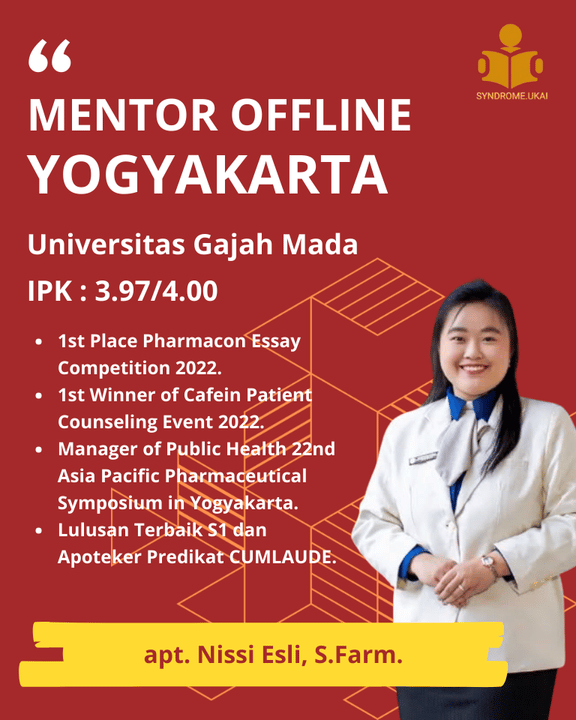 SYNDROME.UKAI
“
MENTOR OFFLINE
YOGYAKARTA
Universitas Gajah Mada
IPK : 3.97/4.00
• 1st Place Pharmacon Essay
Competition 2022.
• 1st Winner of Cafein Patient
Counseling Event 2022.
• Manager of Public Health 22nd
Asia Pacific Pharmaceutical
Symposium in Yogyakarta.
• Lulusan Terbaik S1 dan
Apoteker Predikat CUMLAUDE.
apt. Nissi Esli, S.Farm.